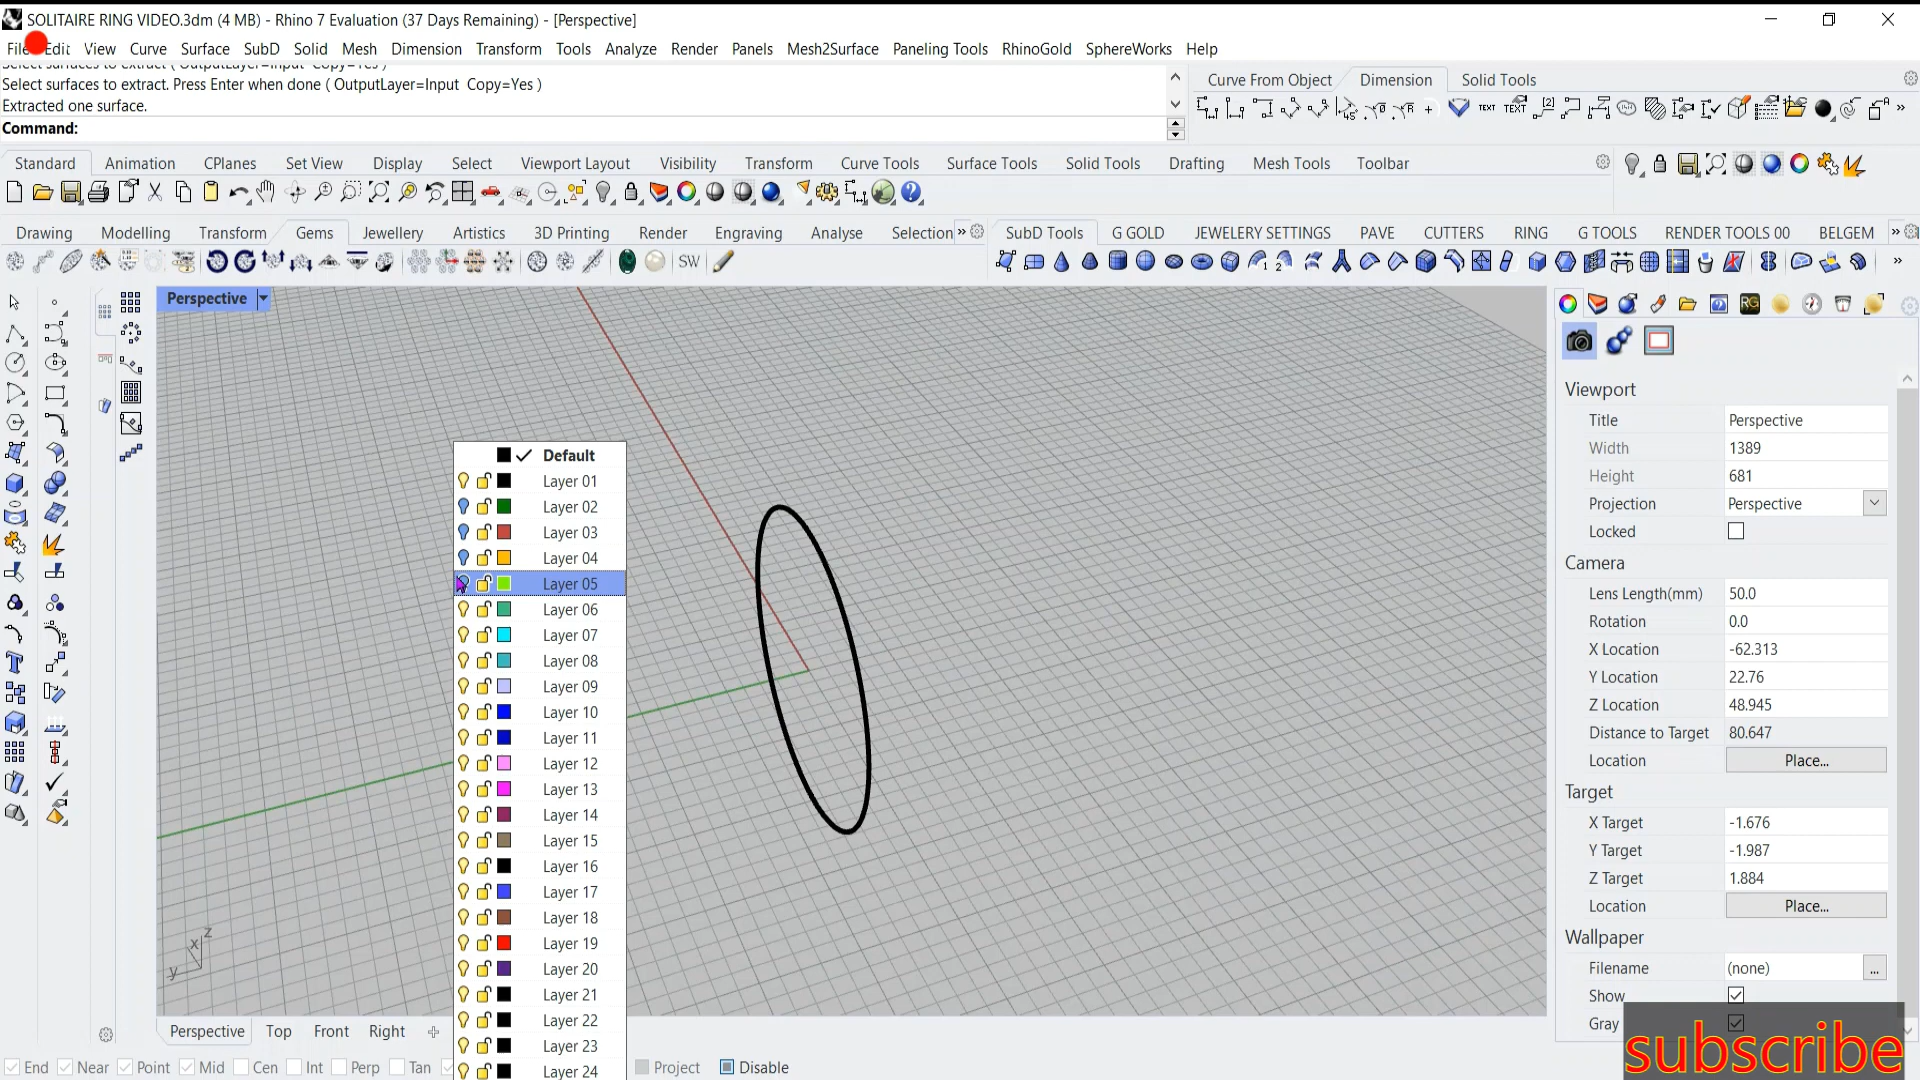 SOLITAIRE RING VIDEO.3dm (4 MB) - Rhino 7 Evaluation (37 Days Remaining) - [Perspective]
File Edit View Curve Surface SubD Solid Mesh Dimension Transform Tools Analyze Render Panels Mesh2Surface Paneling Tools RhinoGold SphereWorks Help
Select surfaces to extract ( OutputLayer=Input Copy=Yes )
Select surfaces to extract. Press Enter when done ( OutputLayer=Input Copy=Yes )
Extracted one surface.
Command:
Curve From Object Dimension Solid Tools
Standard Animation CPlanes Set View Display Select Viewport Layout Visibility Transform Curve Tools Surface Tools Solid Tools Drafting Mesh Tools Toolbar
Drawing Modelling Transform Gems Jewellery Artistics 3D Printing Render Engraving Analyse Selection »
SubD Tools G GOLD JEWELERY SETTINGS PAVE CUTTERS RING G TOOLS RENDER TOOLS 00 BELGEM »
SW
Perspective
Default
Layer 01
Layer 02
Layer 03
Layer 04
Layer 05
Layer 06
Layer 07
Layer 08
Layer 09
Layer 10
Layer 11
Layer 12
Layer 13
Layer 14
Layer 15
Layer 16
Layer 17
Layer 18
Layer 19
Layer 20
Layer 21
Layer 22
Layer 23
Layer 24
z
x
y
Perspective Top Front Right
End Near Point Mid Cen Int Perp Tan Project Disable
Viewport
Title Perspective
Width 1389
Height 681
Projection Perspective
Locked
Camera
Lens Length(mm) 50.0
Rotation 0.0
X Location -62.313
Y Location 22.76
Z Location 48.945
Distance to Target 80.647
Location Place...
Target
X Target -1.676
Y Target -1.987
Z Target 1.884
Location Place...
Wallpaper
Filename (none) ...
Show
Gray
subscribe